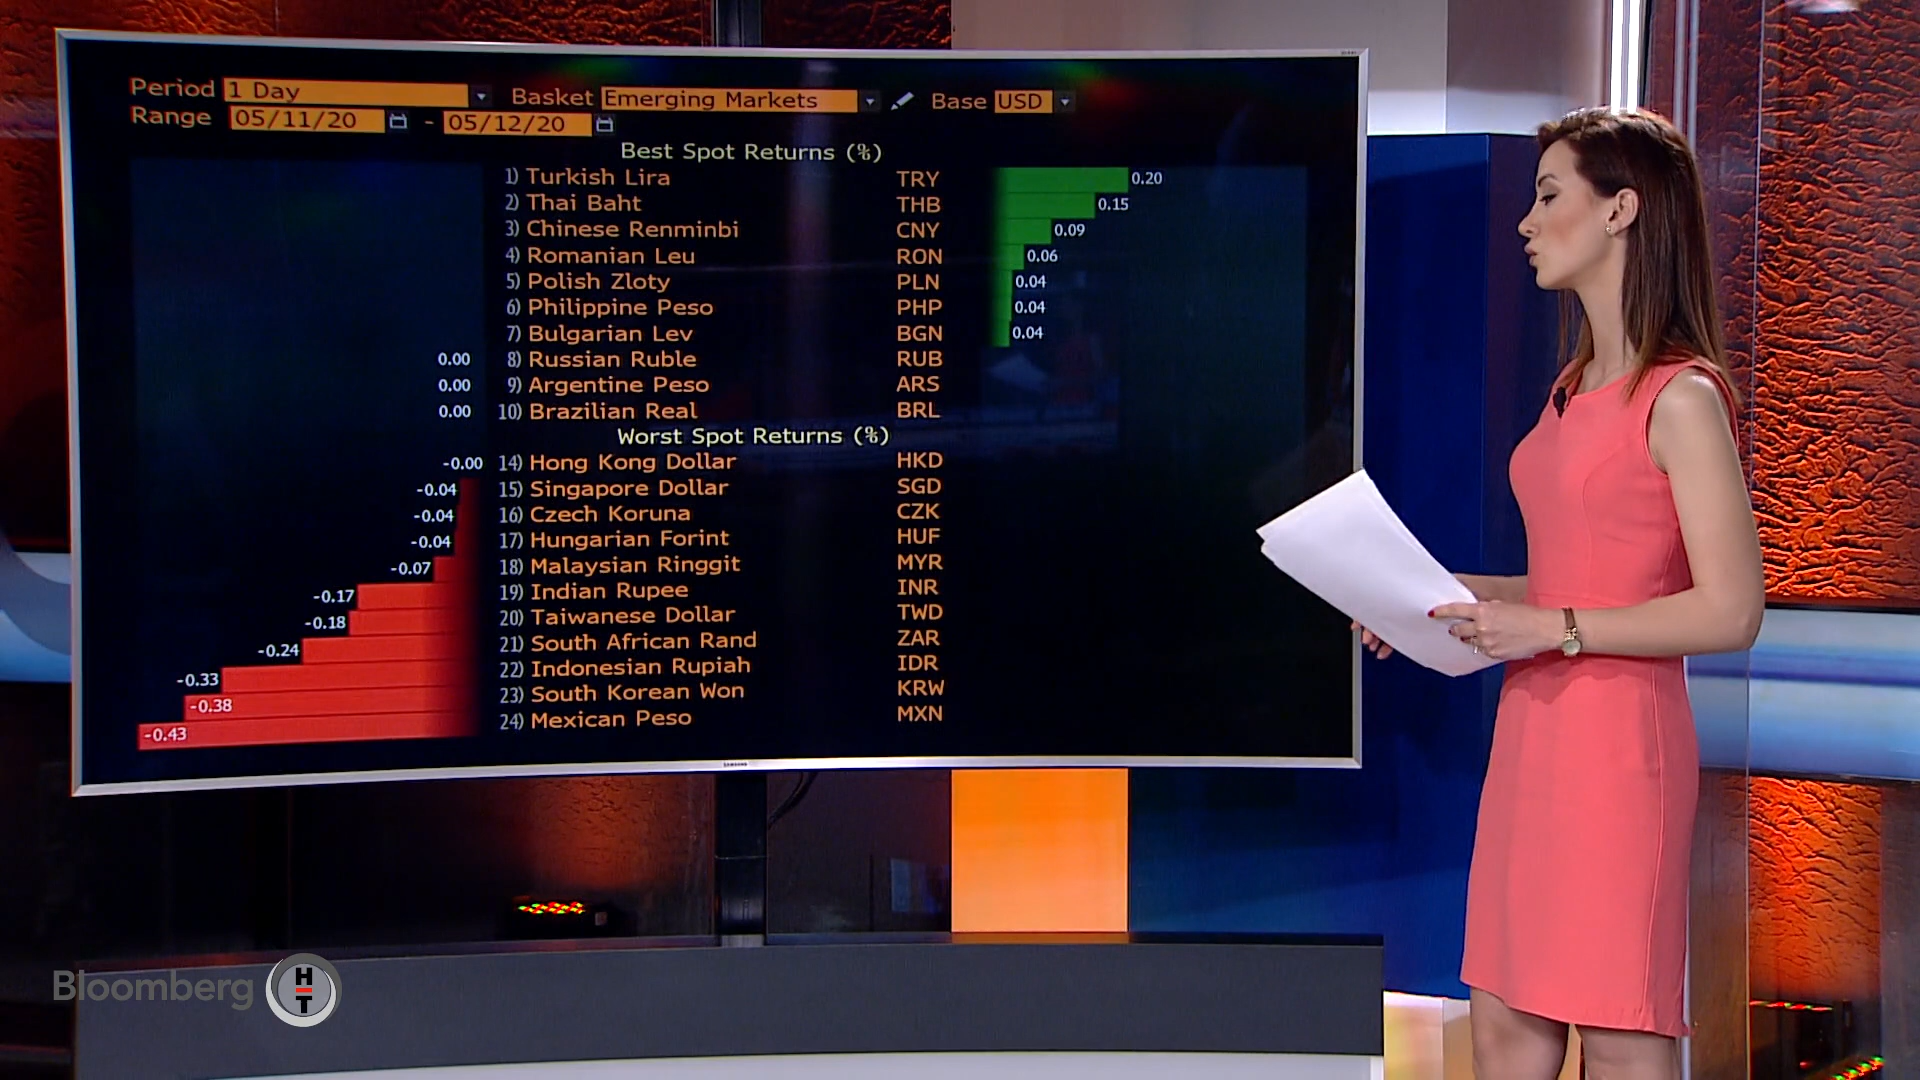 Period 1 Day Basket Emerging Markets Base USD
Range 05/11/20 - 05/12/20
Best Spot Returns (%)
1) Turkish Lira TRY 0.20
2) Thai Baht THB 0.15
3) Chinese Renminbi CNY 0.09
4) Romanian Leu RON 0.06
5) Polish Zloty PLN 0.04
6) Philippine Peso PHP 0.04
7) Bulgarian Lev BGN 0.04
0.00 8) Russian Ruble RUB
0.00 9) Argentine Peso ARS
0.00 10) Brazilian Real BRL
Worst Spot Returns (%)
-0.00 14) Hong Kong Dollar HKD
-0.04 15) Singapore Dollar SGD
-0.04 16) Czech Koruna CZK
-0.04 17) Hungarian Forint HUF
-0.07 18) Malaysian Ringgit MYR
-0.17 19) Indian Rupee INR
-0.18 20) Taiwanese Dollar TWD
-0.24 21) South African Rand ZAR
-0.33 22) Indonesian Rupiah IDR
-0.38 23) South Korean Won KRW
-0.43 24) Mexican Peso MXN
SAMSUNG
Bloomberg HT